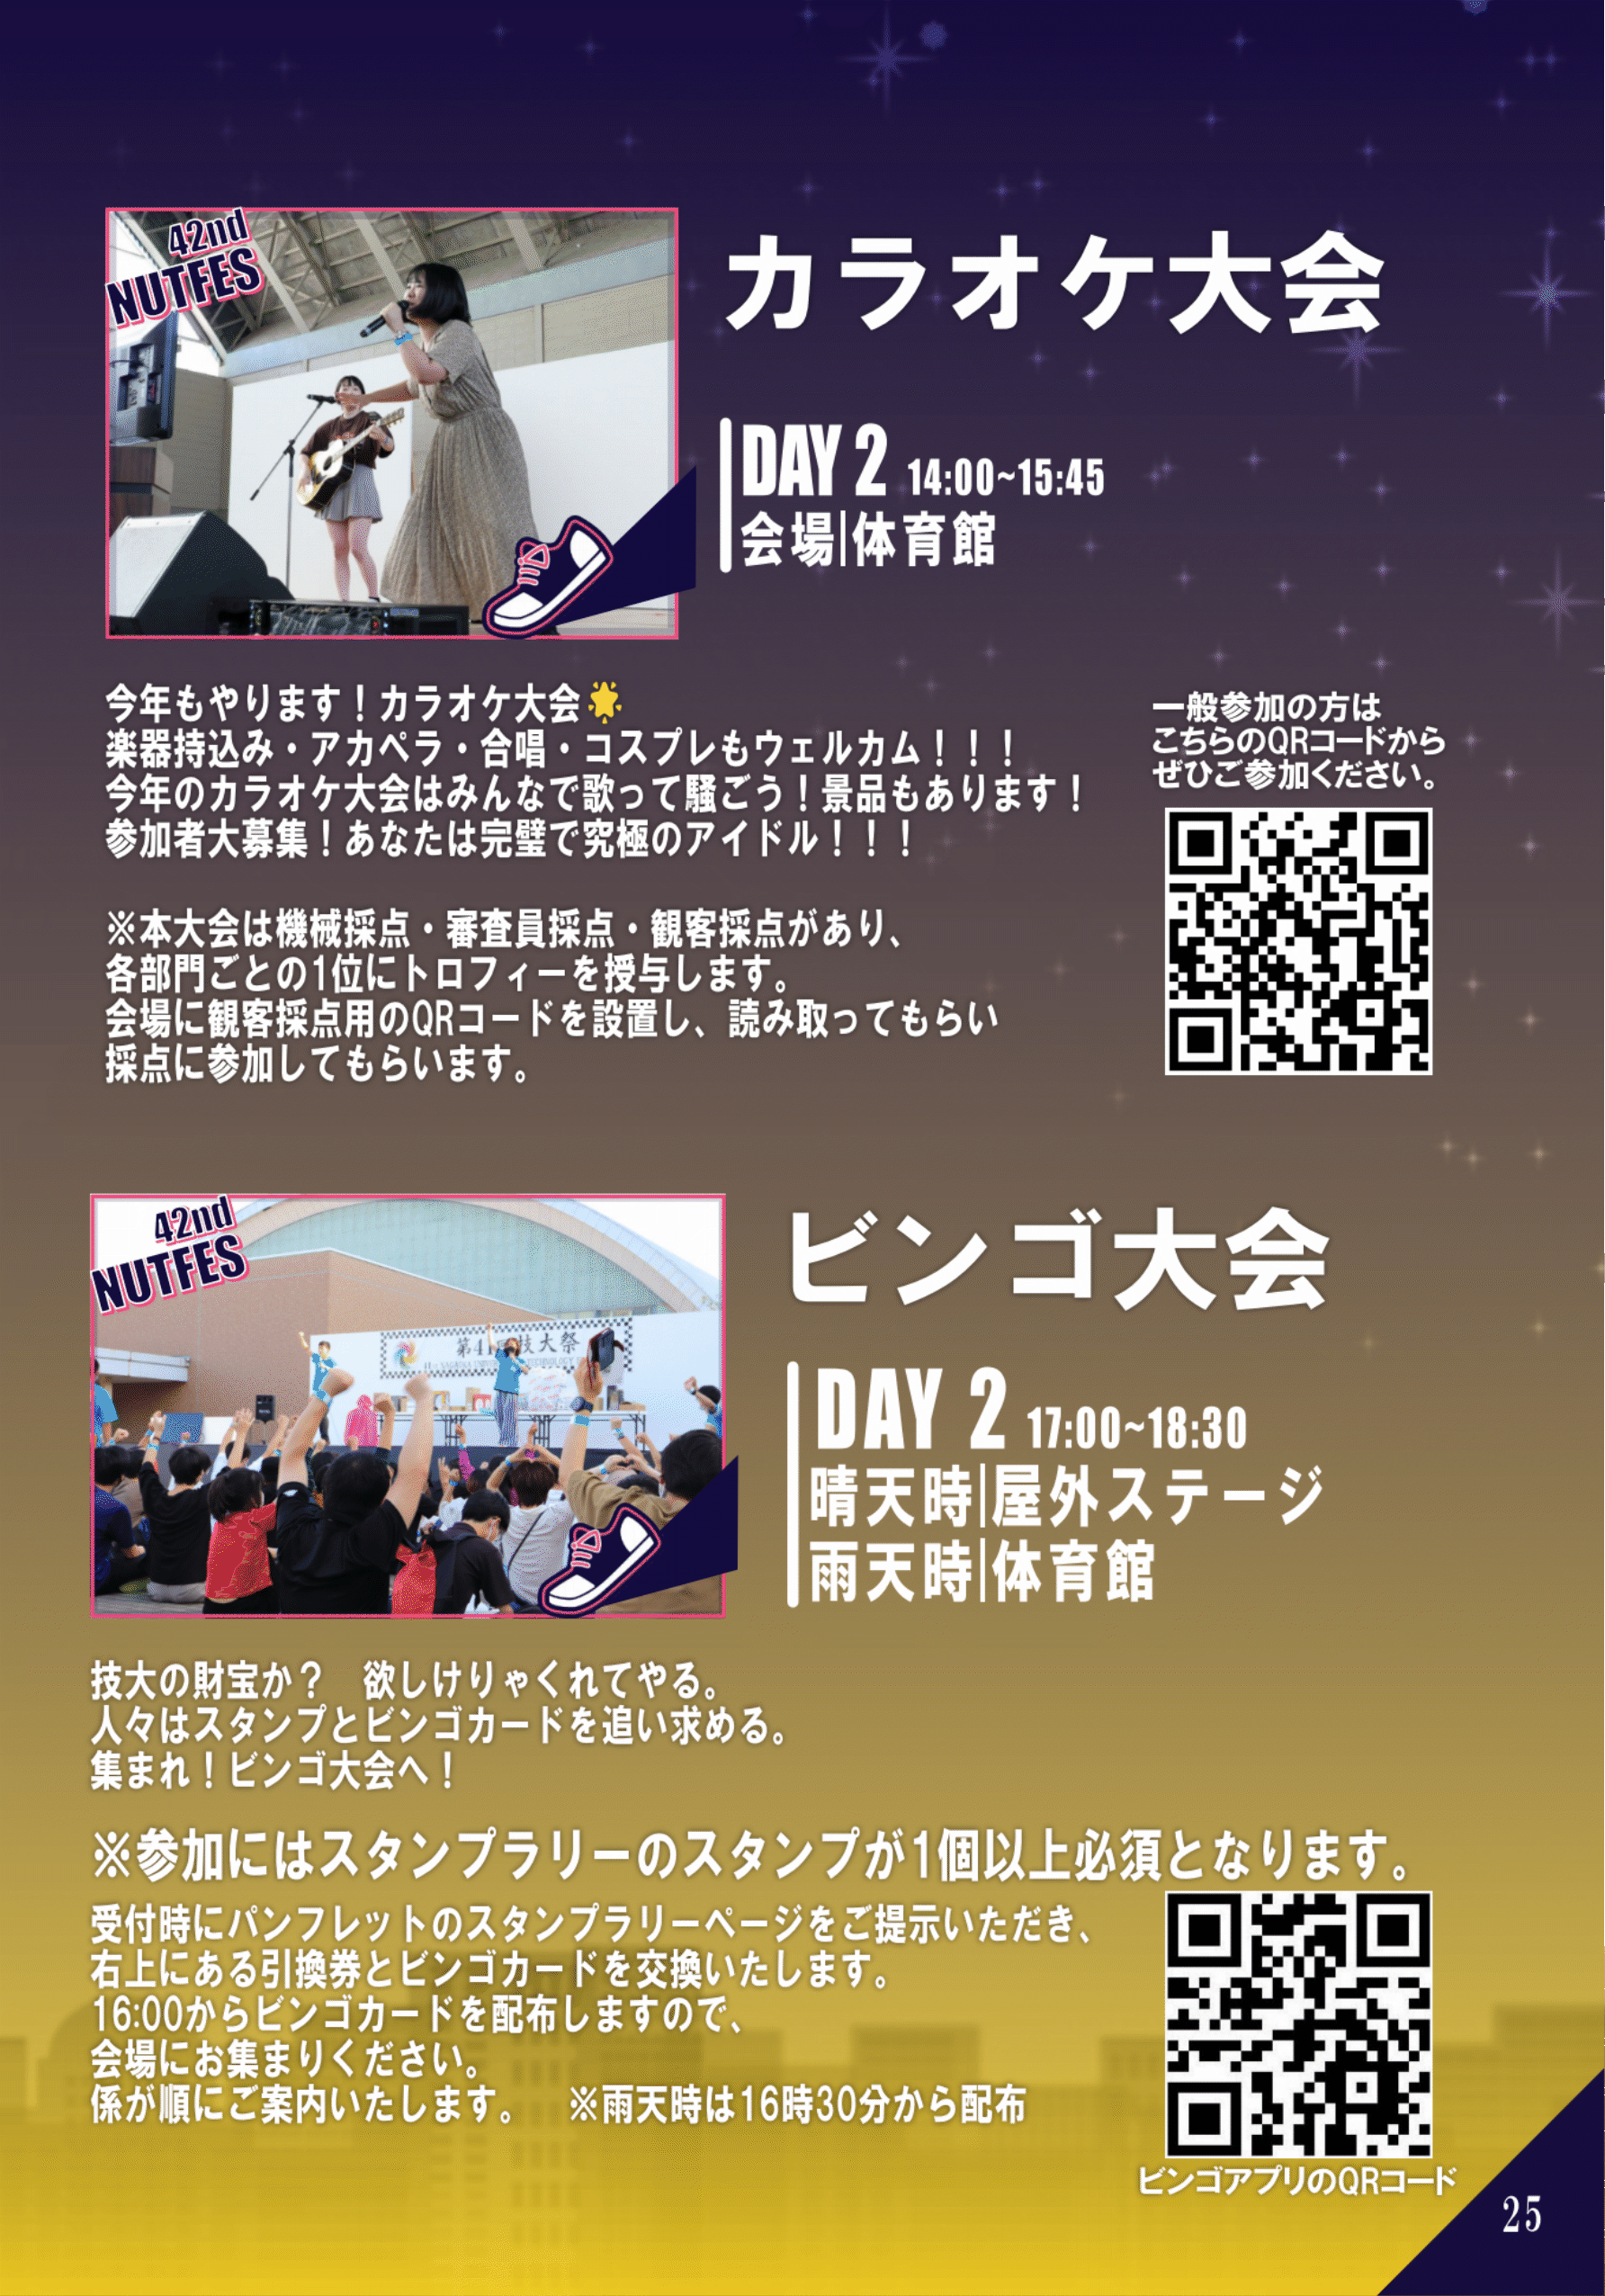 42nd
NUTFES
カラオケ大会
DAY 2 14:00~15:45
会場|体育館
今年もやります！カラオケ大会🌟
楽器持込み・アカペラ・合唱・コスプレもウェルカム！！！
今年のカラオケ大会はみんなで歌って騒ごう！景品もあります！
参加者大募集！あなたは完璧で究極のアイドル！！！
※本大会は機械採点・審査員採点・観客採点があり、
各部門ごとの1位にトロフィーを授与します。
会場に観客採点用のQRコードを設置し、読み取ってもらい
採点に参加してもらいます。
一般参加の方は
こちらのQRコードから
ぜひご参加ください。
42nd
NUTFES
第41回技大祭
ビンゴ大会
DAY 2 17:00~18:30
晴天時|屋外ステージ
雨天時|体育館
技大の財宝か？　欲しけりゃくれてやる。
人々はスタンプとビンゴカードを追い求める。
集まれ！ビンゴ大会へ！
※参加にはスタンプラリーのスタンプが1個以上必須となります。
受付時にパンフレットのスタンプラリーページをご提示いただき、
右上にある引換券とビンゴカードを交換いたします。
16:00からビンゴカードを配布しますので、
会場にお集まりください。
係が順にご案内いたします。　※雨天時は16時30分から配布
ビンゴアプリのQRコード
25